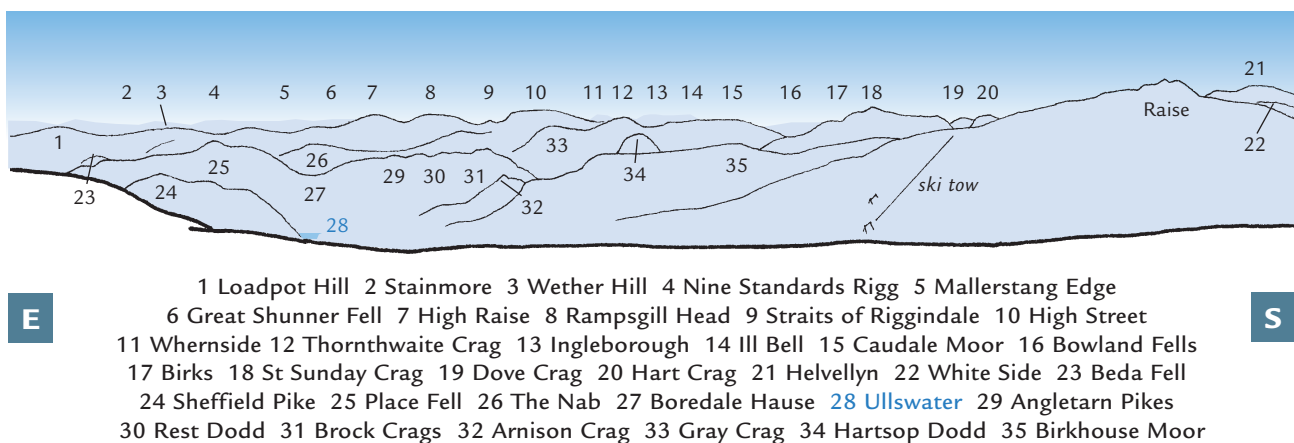 21
2 3 4 5 6 7 8 9 10 11 12 13 14 15 16 17 18 19 20
Raise
1 33 22
25 26 35
23 24 27 29 30 31 34 ski tow
32
28
1 Loadpot Hill 2 Stainmore 3 Wether Hill 4 Nine Standards Rigg 5 Mallerstang Edge
E
S
6 Great Shunner Fell 7 High Raise 8 Rampsgill Head 9 Straits of Riggindale 10 High Street
11 Whernside 12 Thornthwaite Crag 13 Ingleborough 14 Ill Bell 15 Caudale Moor 16 Bowland Fells
17 Birks 18 St Sunday Crag 19 Dove Crag 20 Hart Crag 21 Helvellyn 22 White Side 23 Beda Fell
24 Sheffield Pike 25 Place Fell 26 The Nab 27 Boredale Hause 28 Ullswater 29 Angletarn Pikes
30 Rest Dodd 31 Brock Crags 32 Arnison Crag 33 Gray Crag 34 Hartsop Dodd 35 Birkhouse Moor